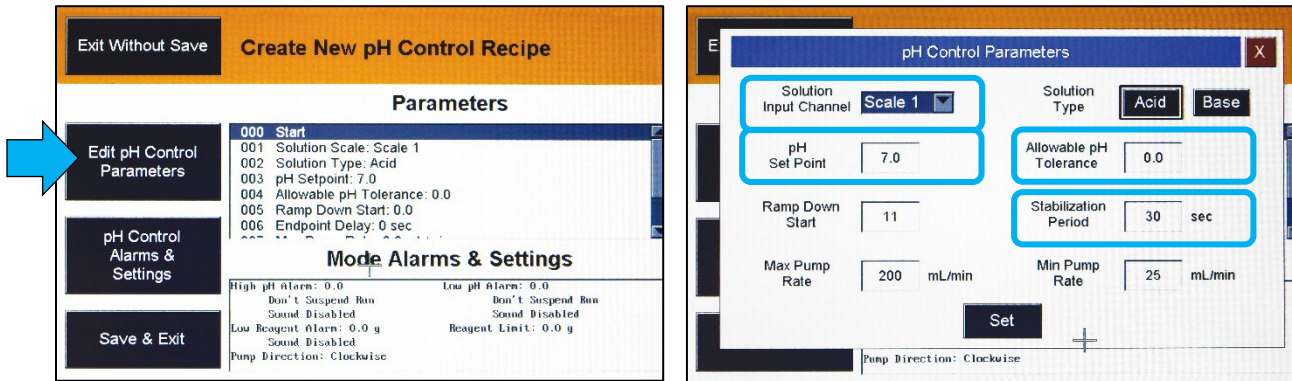 Exit Without Save
Create New pH Control Recipe
Parameters
Edit pH Control
Parameters
000 Start
001 Solution Scale: Scale 1
002 Solution Type: Acid
003 pH Setpoint: 7.0
004 Allowable pH Tolerance: 0.0
005 Ramp Down Start: 0.0
006 Endpoint Delay: 0 sec
pH Control
Alarms &
Settings
Mode Alarms & Settings
High pH Alarm: 0.0 Low pH Alarm: 0.0
Don't Suspend Run Don't Suspend Run
Sound Disabled Sound Disabled
Low Reagent Alarm: 0.0 g Reagent Limit: 0.0 g
Sound Disabled
Pump Direction: Clockwise
Save & Exit
E
pH Control Parameters X
Solution
Input Channel Scale 1
Solution
Type Acid Base
pH
Set Point 7.0
Allowable pH
Tolerance 0.0
Ramp Down
Start 11
Stabilization
Period 30 sec
Max Pump
Rate 200 mL/min
Min Pump
Rate 25 mL/min
Set
Pump Direction: Clockwise